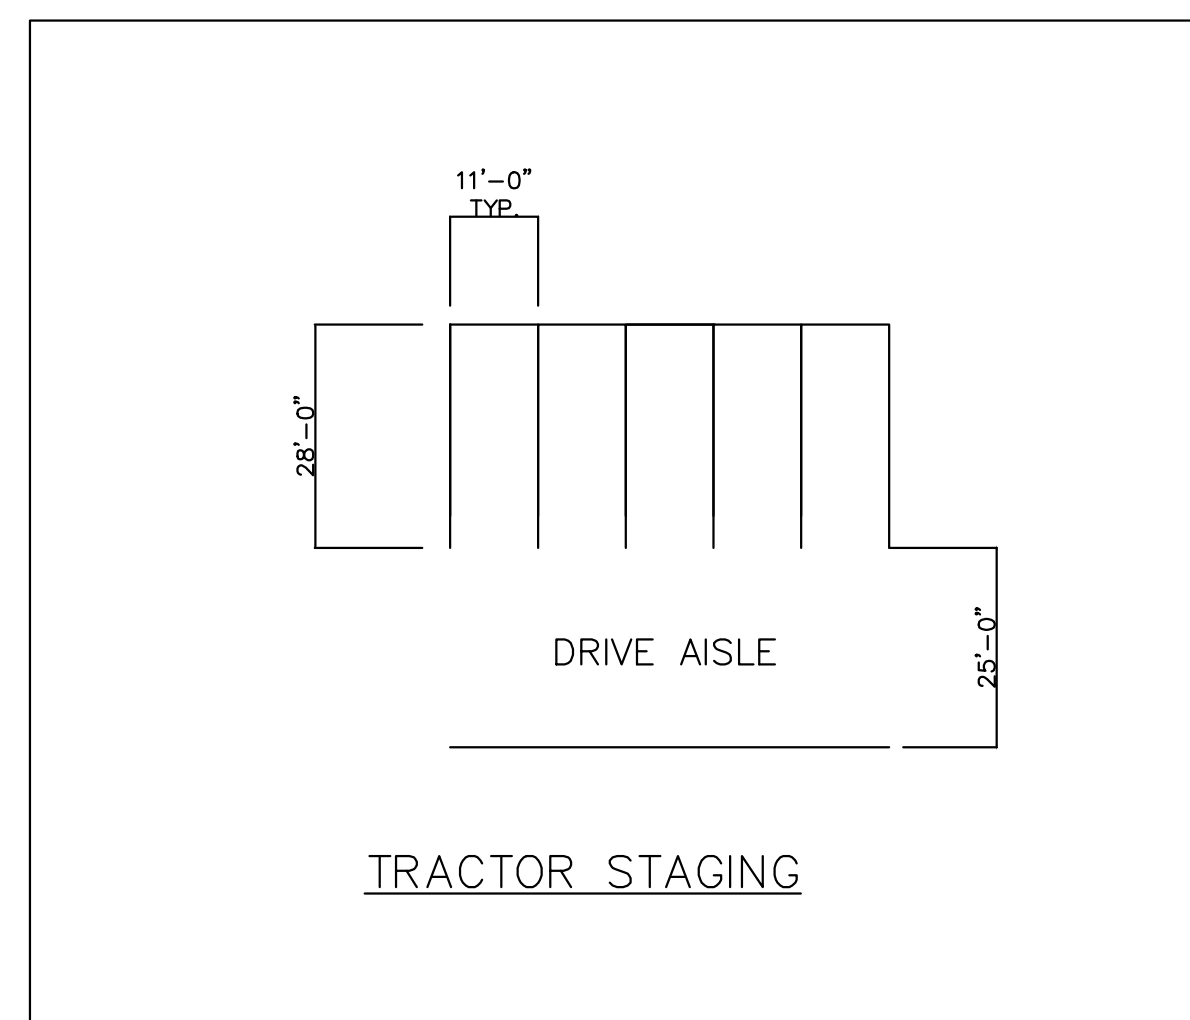 11'-0"
TYP.
28'-0"
DRIVE AISLE
25'-0"
TRACTOR STAGING